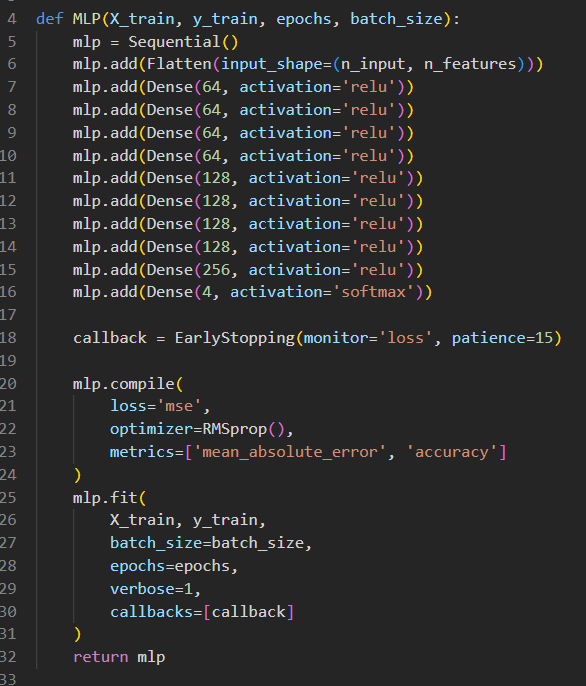 4 def MLP(X_train, y_train, epochs, batch_size):
5     mlp = Sequential()
6     mlp.add(Flatten(input_shape=(n_input, n_features)))
7     mlp.add(Dense(64, activation='relu'))
8     mlp.add(Dense(64, activation='relu'))
9     mlp.add(Dense(64, activation='relu'))
10     mlp.add(Dense(64, activation='relu'))
11     mlp.add(Dense(128, activation='relu'))
12     mlp.add(Dense(128, activation='relu'))
13     mlp.add(Dense(128, activation='relu'))
14     mlp.add(Dense(128, activation='relu'))
15     mlp.add(Dense(256, activation='relu'))
16     mlp.add(Dense(4, activation='softmax'))
17
18     callback = EarlyStopping(monitor='loss', patience=15)
19
20     mlp.compile(
21         loss='mse',
22         optimizer=RMSprop(),
23         metrics=['mean_absolute_error', 'accuracy']
24     )
25     mlp.fit(
26         X_train, y_train,
27         batch_size=batch_size,
28         epochs=epochs,
29         verbose=1,
30         callbacks=[callback]
31     )
32     return mlp
33